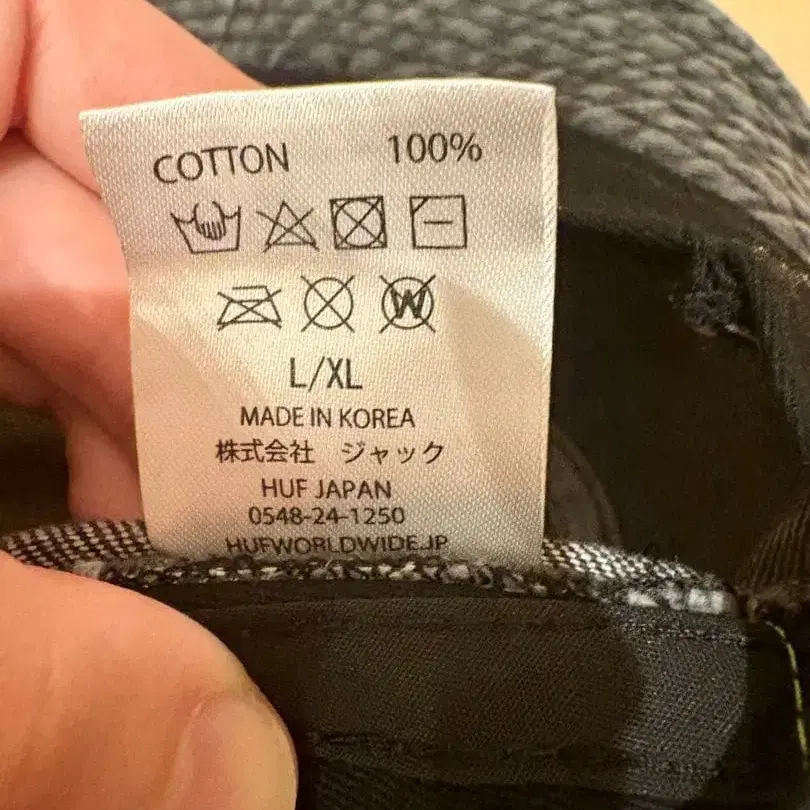 COTTON 100%
W
L/XL
MADE IN KOREA
株式会社 ジャック
HUF JAPAN
0548-24-1250
HUFWORLDWIDE.JP